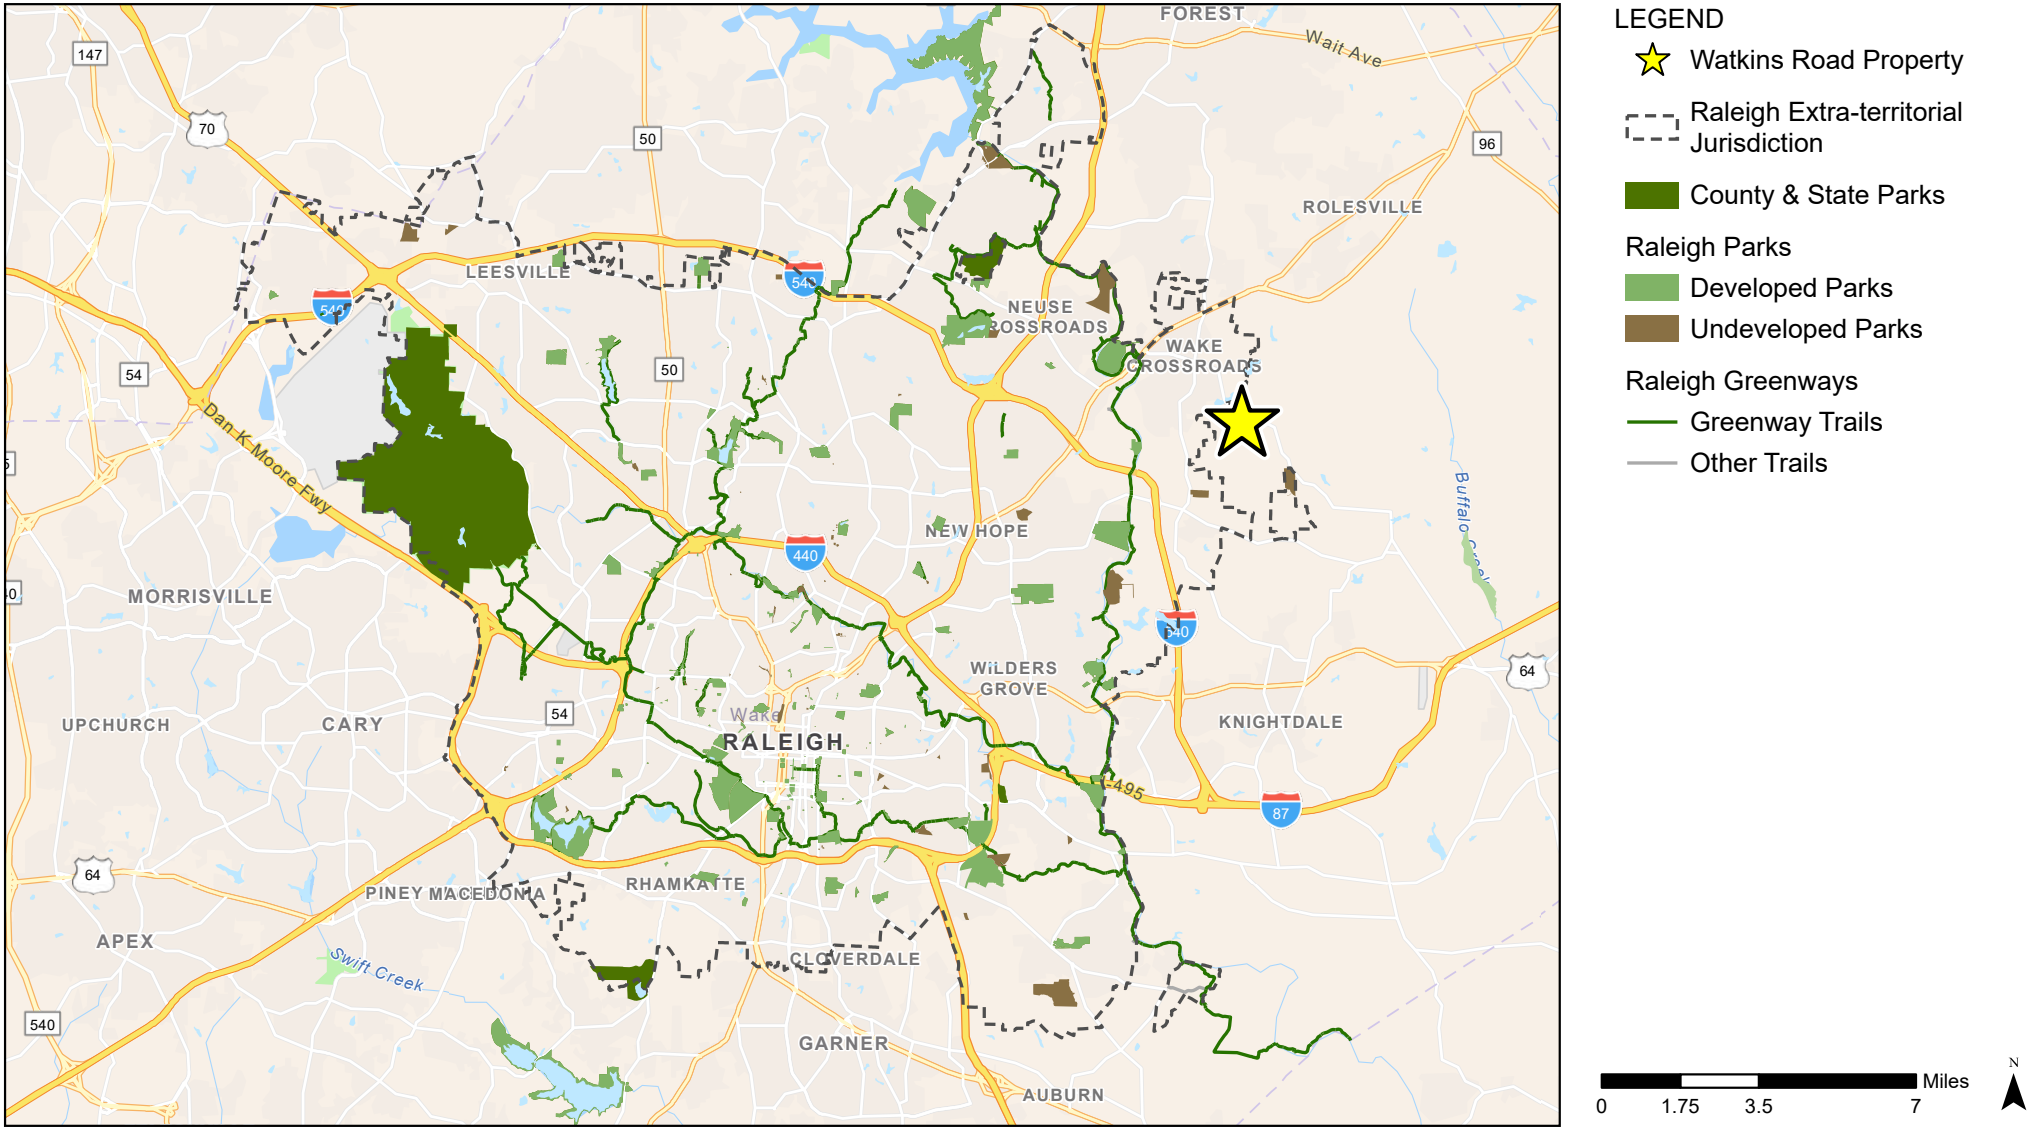 FOREST
Wait Ave
147
70
50
96
ROLESVILLE
LEESVILLE
540
540
NEUSE
ROSSROADS
WAKE
CROSSROADS
54
50
Dan K Moore Fwy
5
Buffalo Creek
NEW HOPE
440
40
MORRISVILLE
540
WILDERS
GROVE
64
54
UPCHURCH
CARY
Wake
RALEIGH
KNIGHTDALE
-495
87
64
PINEY
MACEDONIA
RHAMKATTE
APEX
Swift Creek
CLOVERDALE
540
GARNER
AUBURN
LEGEND
Watkins Road Property
Raleigh Extra-territorial
Jurisdiction
County & State Parks
Raleigh Parks
Developed Parks
Undeveloped Parks
Raleigh Greenways
Greenway Trails
Other Trails
N
Miles
0 1.75 3.5 7